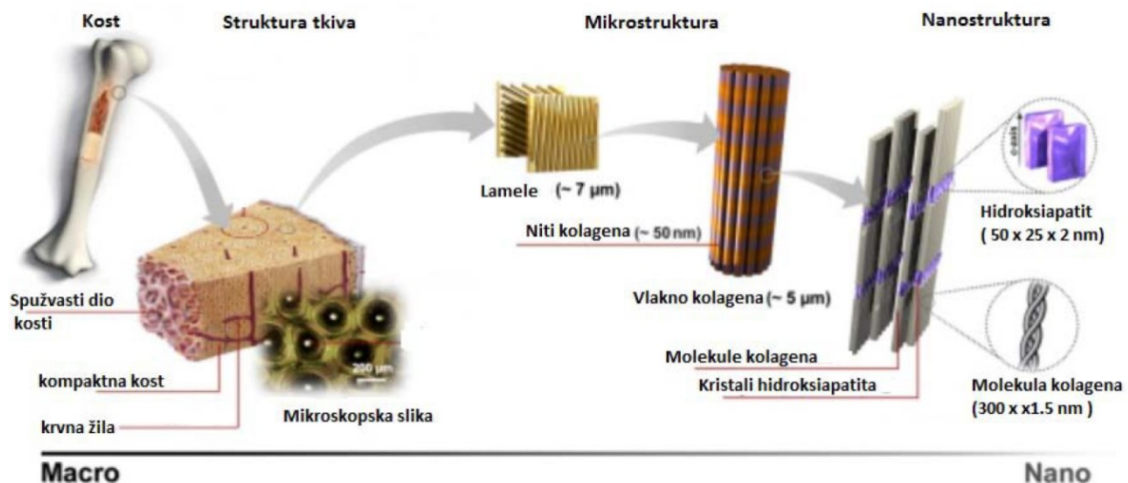 Kost
Struktura tkiva
Mikrostruktura
Nanostruktura
c-axis
Lamele (~ 7 µm)
Hidroksiapatit
( 50 x 25 x 2 nm)
Niti kolagena (~ 50 nm)
Vlakno kolagena (~ 5 µm)
Spužvasti dio
kosti
Molekule kolagena
200 µm
kompaktna kost
Kristali hidroksiapatita
Molekula kolagena
(300 x x1.5 nm )
Mikroskopska slika
krvna žila
Macro
Nano